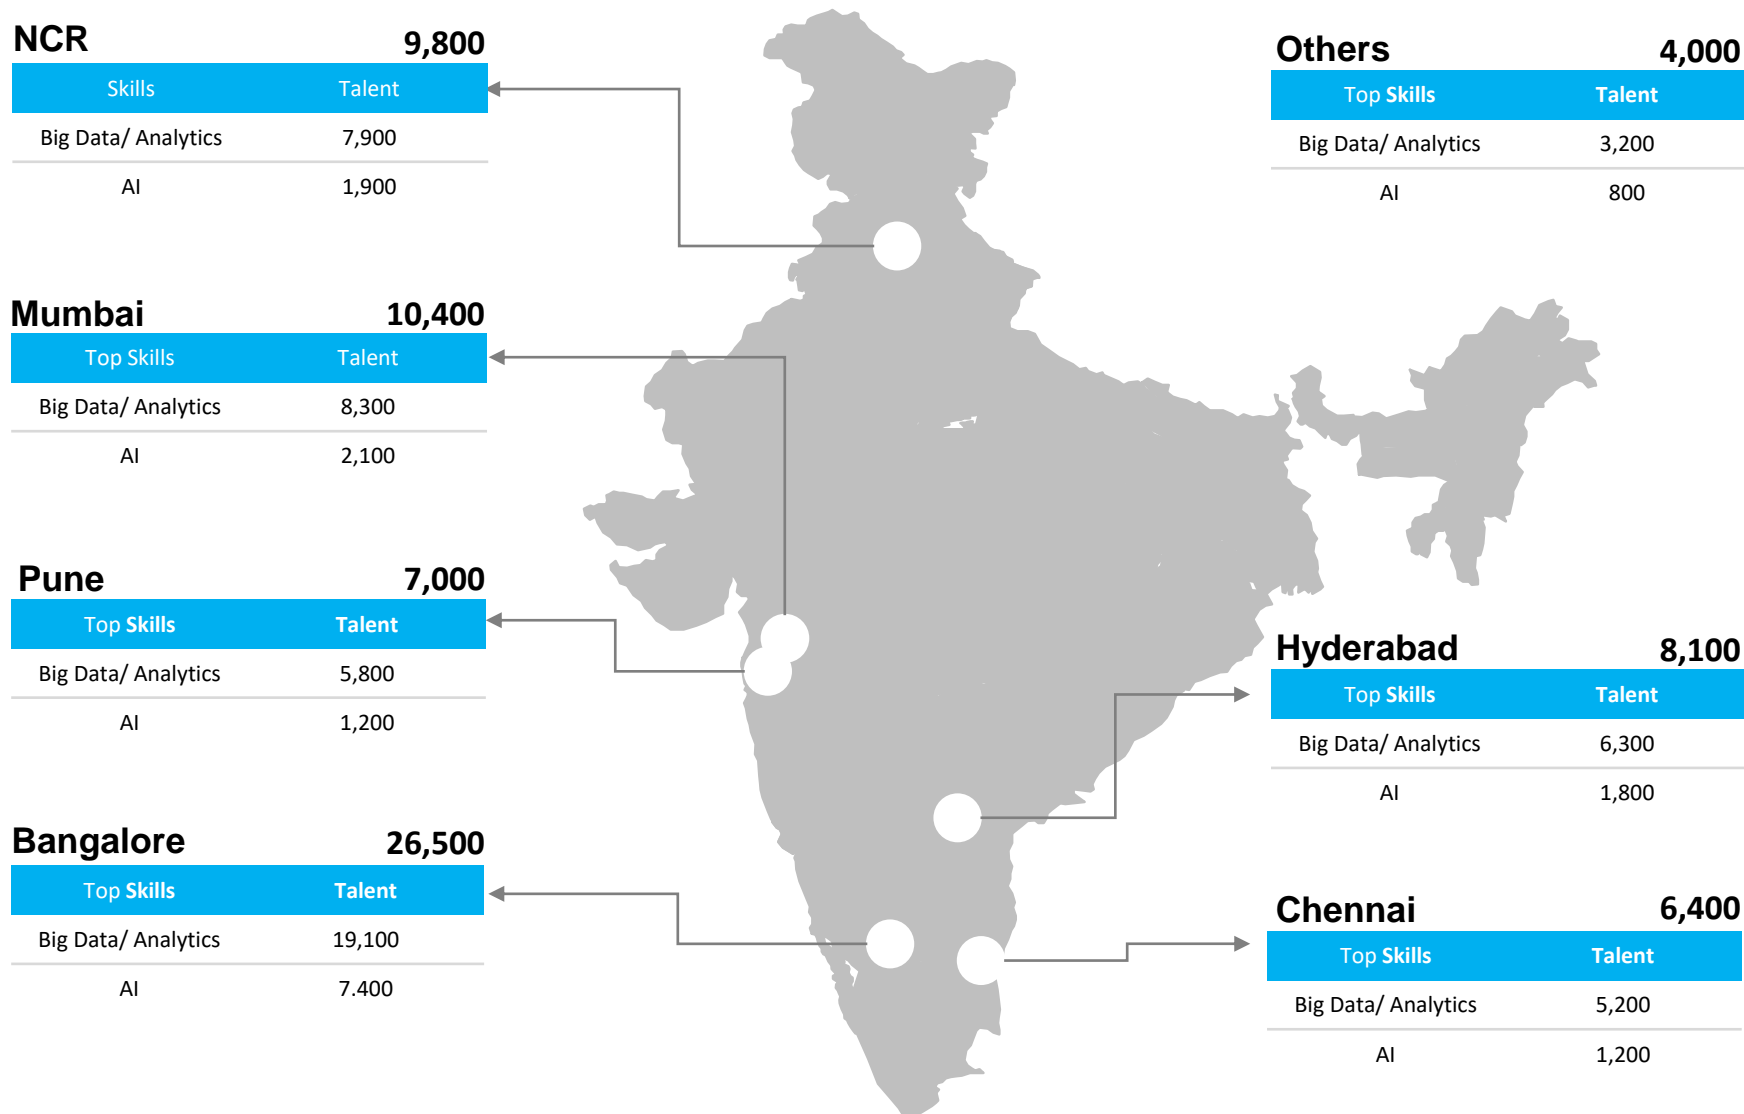 NCR 9,800
Skills Talent
Big Data/ Analytics 7,900
AI 1,900
Mumbai 10,400
Top Skills Talent
Big Data/ Analytics 8,300
AI 2,100
Pune 7,000
Top Skills Talent
Big Data/ Analytics 5,800
AI 1,200
Bangalore 26,500
Top Skills Talent
Big Data/ Analytics 19,100
AI 7.400
Others 4,000
Top Skills Talent
Big Data/ Analytics 3,200
AI 800
Hyderabad 8,100
Top Skills Talent
Big Data/ Analytics 6,300
AI 1,800
Chennai 6,400
Top Skills Talent
Big Data/ Analytics 5,200
AI 1,200